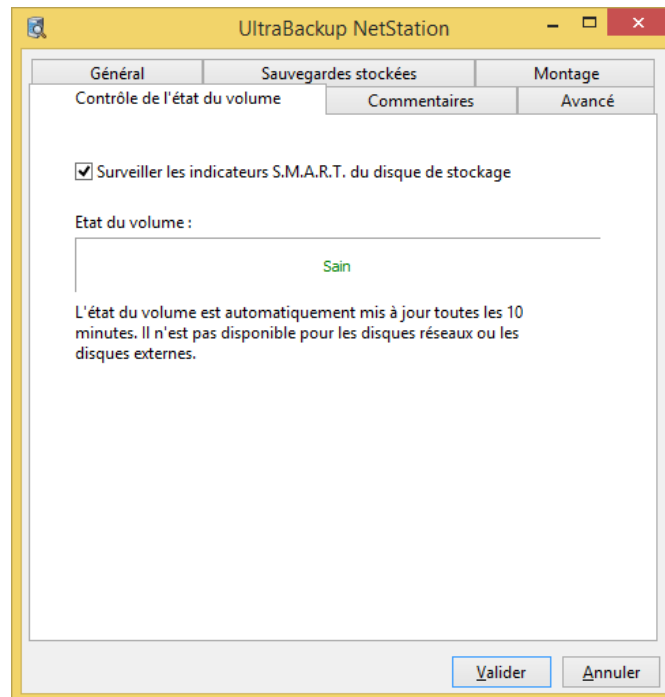 UltraBackup NetStation
Général
Sauvegardes stockées
Montage
Contrôle de l'état du volume
Commentaires
Avancé
Surveiller les indicateurs S.M.A.R.T. du disque de stockage
Etat du volume :
Sain
L'état du volume est automatiquement mis à jour toutes les 10
minutes. Il n'est pas disponible pour les disques réseaux ou les
disques externes.
Valider
Annuler